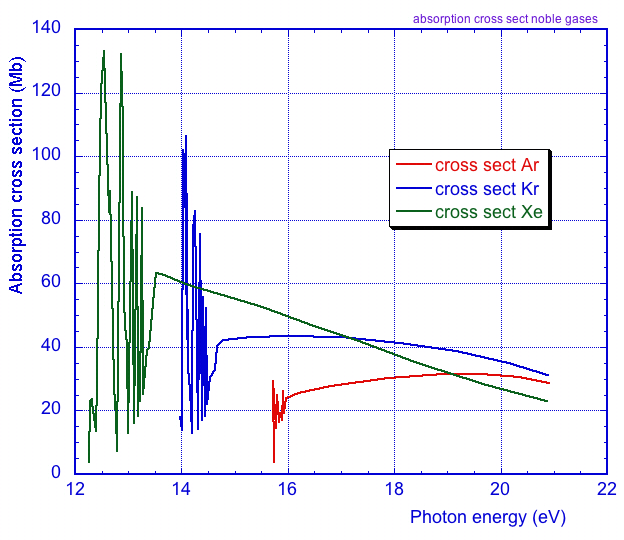 absorption cross sect noble gases
140
120
100
80
60
40
20
0
Absorption cross section (Mb)
cross sect Ar
cross sect Kr
cross sect Xe
12 14 16 18 20 22
Photon energy (eV)